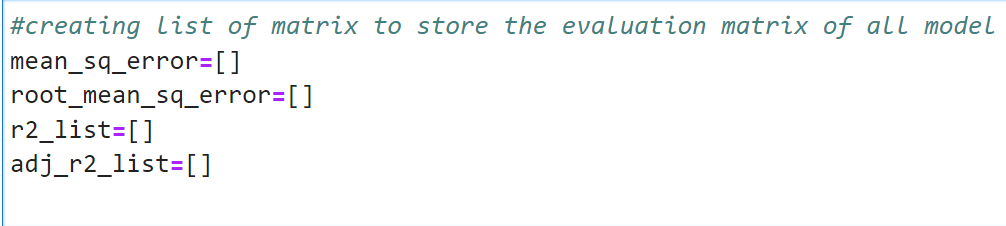 #creating list of matrix to store the evaluation matrix of all model
mean_sq_error=[]
root_mean_sq_error=[]
r2_list=[]
adj_r2_list=[]